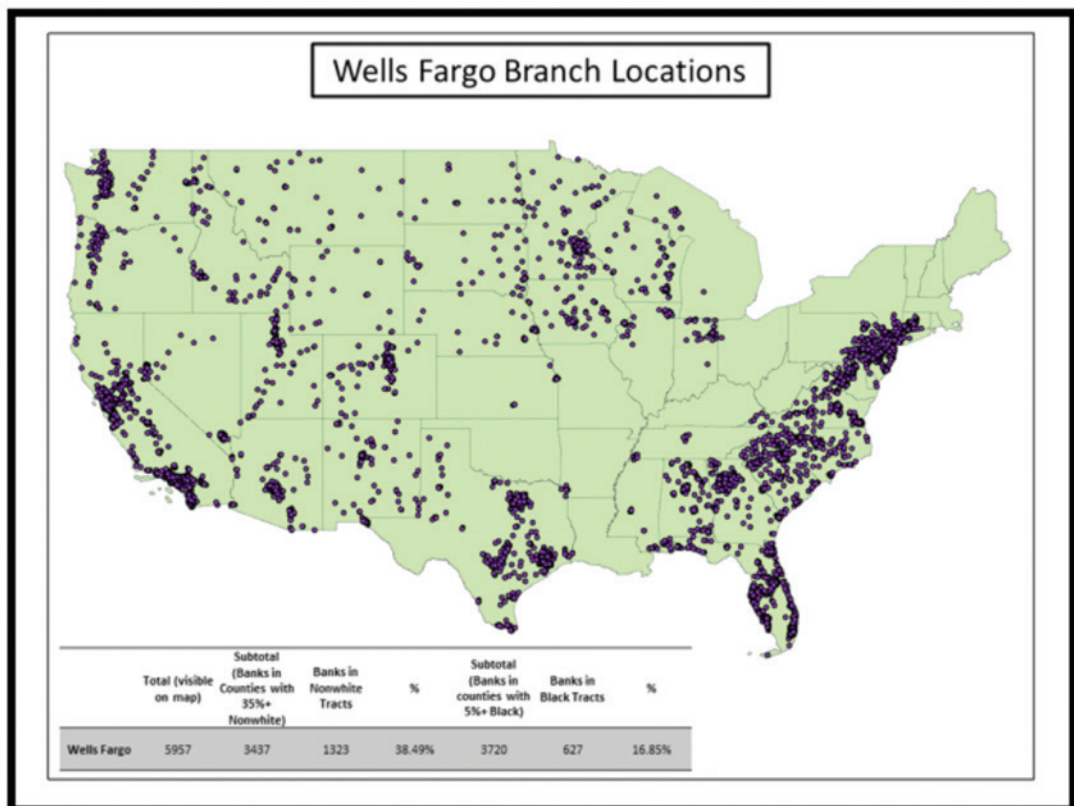 Wells Fargo Branch Locations
Total (visible
on map)
Subtotal
(Banks in
Counties with
35%+
Nonwhite)
Banks in
Nonwhite
Tracts
%
Subtotal
(Banks in
counties with
5%+ Black)
Banks in
Black Tracts
%
Wells Fargo 5957 3437 1323 38.49% 3720 627 16.85%